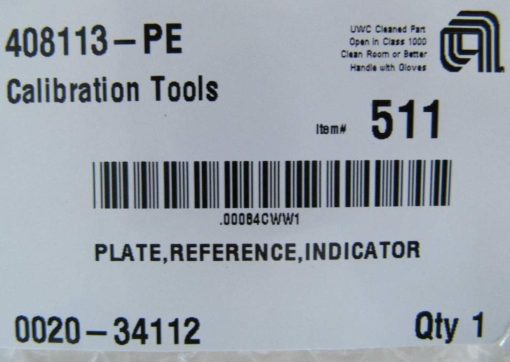 408113-PE
UWC Cleaned Part
Open in Class 1000
Clean Room or Better
Handle with Gloves
Calibration Tools
Item# 511
.00084CWW1
PLATE,REFERENCE,INDICATOR
0020-34112
Qty 1